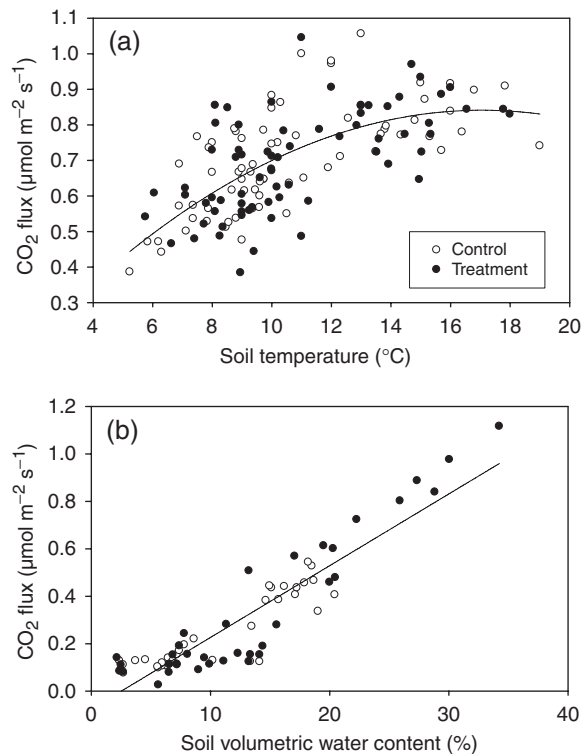 (a)
1.1
1.0
0.9
0.8
0.7
0.6
0.5
0.4
0.3
CO2 flux (µmol m−2 s−1)
Control
Treatment
4 6 8 10 12 14 16 18 20
Soil temperature (°C)
(b)
1.2
1.0
0.8
0.6
0.4
0.2
0.0
CO2 flux (µmol m−2 s−1)
0 10 20 30 40
Soil volumetric water content (%)